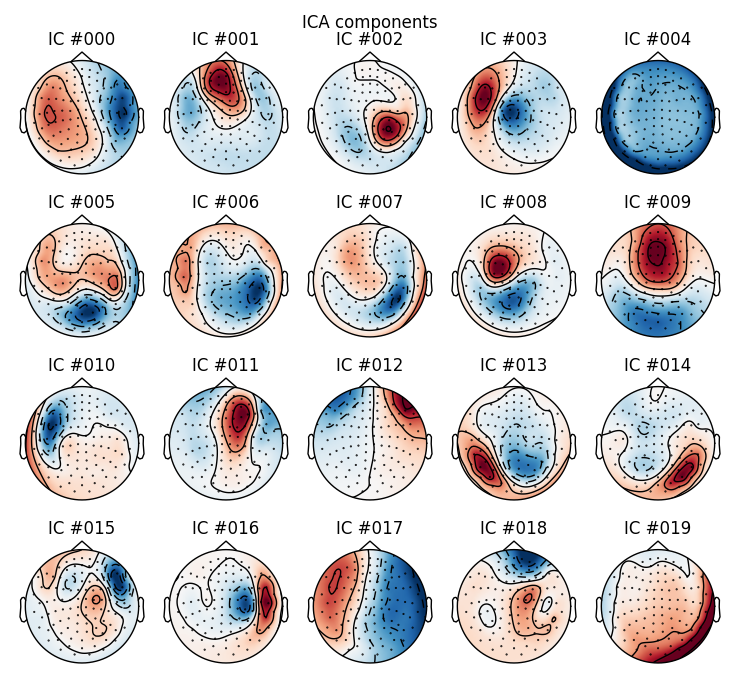 ICA components
IC #000 IC #001 IC #002 IC #003 IC #004
IC #005 IC #006 IC #007 IC #008 IC #009
IC #010 IC #011 IC #012 IC #013 IC #014
IC #015 IC #016 IC #017 IC #018 IC #019